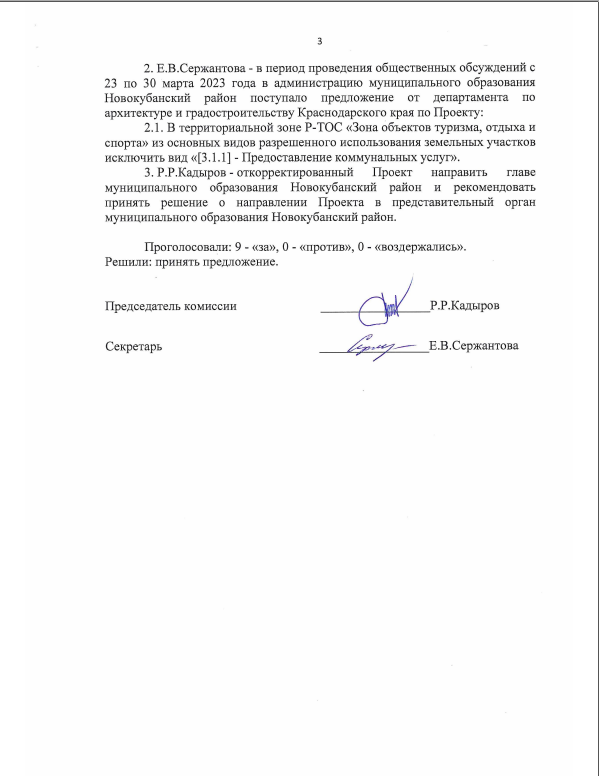 3
2. Е.В.Сержантова - в период проведения общественных обсуждений с
23 по 30 марта 2023 года в администрацию муниципального образования
Новокубанский район поступало предложение от департамента по
архитектуре и градостроительству Краснодарского края по Проекту:
2.1. В территориальной зоне Р-ТОС «Зона объектов туризма, отдыха и
спорта» из основных видов разрешенного использования земельных участков
исключить вид «[3.1.1] - Предоставление коммунальных услуг».
3. Р.Р.Кадыров - откорректированный Проект направить главе
муниципального образования Новокубанский район и рекомендовать
принять решение о направлении Проекта в представительный орган
муниципального образования Новокубанский район.
Проголосовали: 9 - «за», 0 - «против», 0 - «воздержались».
Решили: принять предложение.
Председатель комиссии Р.Р.Кадыров
Секретарь Е.В.Сержантова